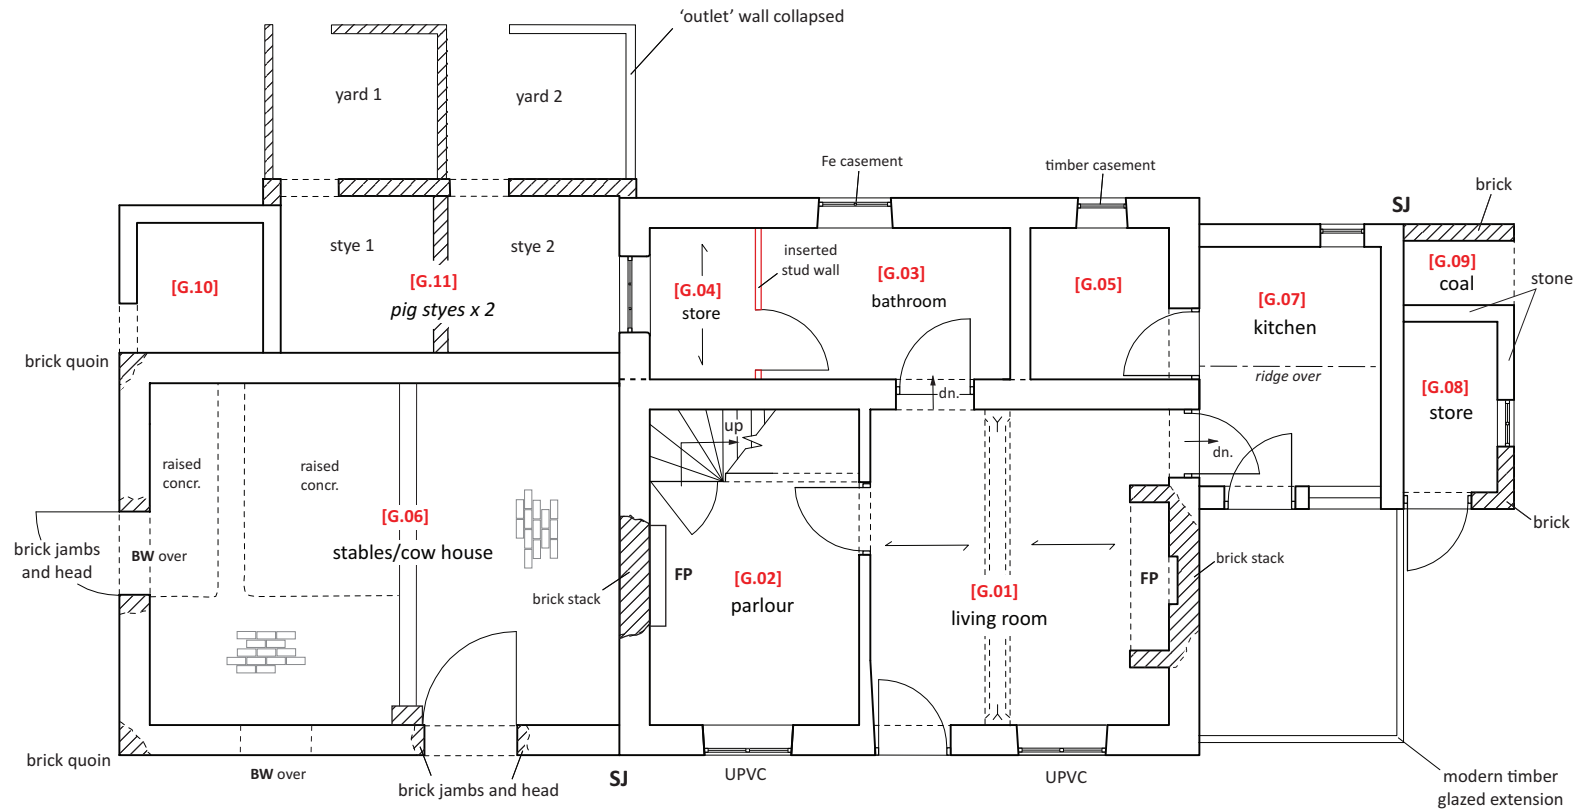 'outlet' wall collapsed
yard 1
yard 2
Fe casement
timber casement
SJ
brick
stye 1
stye 2
inserted
stud wall
[G.10]
[G.11]
pig styes x 2
[G.04]
store
[G.03]
bathroom
[G.05]
[G.07]
kitchen
[G.09]
coal
stone
brick quoin
ridge over
dn.
[G.08]
store
up
dn.
raised
concr.
raised
concr.
[G.06]
stables/cow house
brick jambs
and head
BW over
brick
brick stack
FP
[G.02]
parlour
[G.01]
living room
FP
brick stack
brick quoin
BW over
brick jambs and head
SJ
UPVC
UPVC
modern timber
glazed extension